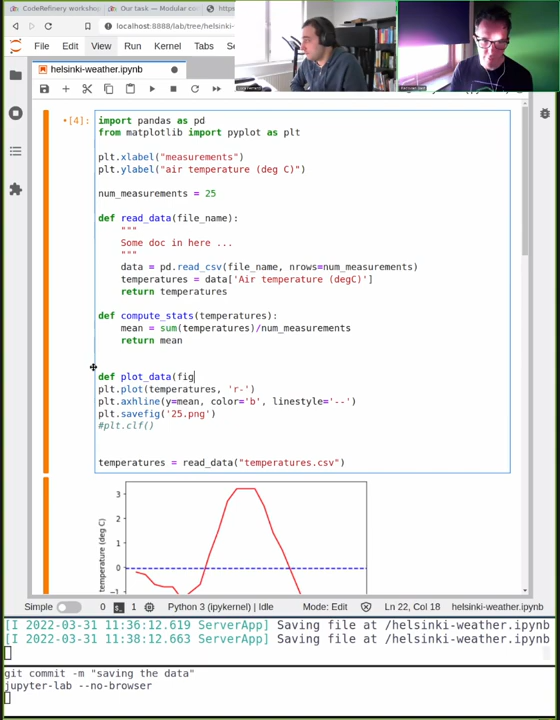 CodeRefinery worksho
Our task — Modular co
http
localhost:8888/lab/tree/helsinki-
File Edit View Run Kernel Tabs
helsinki-weather.ipynb
[4]:
import pandas as pd
from matplotlib import pyplot as plt
plt.xlabel("measurements")
plt.ylabel("air temperature (deg C)")
num_measurements = 25
def read_data(file_name):
"""
Some doc in here ...
"""
data = pd.read_csv(file_name, nrows=num_measurements)
temperatures = data['Air temperature (degC)']
return temperatures
def compute_stats(temperatures):
mean = sum(temperatures)/num_measurements
return mean
def plot_data(fig
plt.plot(temperatures, 'r-')
plt.axhline(y=mean, color='b', linestyle='--')
plt.savefig('25.png')
#plt.clf()
temperatures = read_data("temperatures.csv")
3
2
1
0
−1
temperature (deg C)
Simple 0 1 Python 3 (ipykernel) | Idle Mode: Edit Ln 22, Col 18 helsinki-weather.ipynb
[I 2022-03-31 11:36:12.619 ServerApp] Saving file at /helsinki-weather.ipynb
[I 2022-03-31 11:38:12.663 ServerApp] Saving file at /helsinki-weather.ipynb
git commit -m "saving the data"
jupyter-lab --no-browser